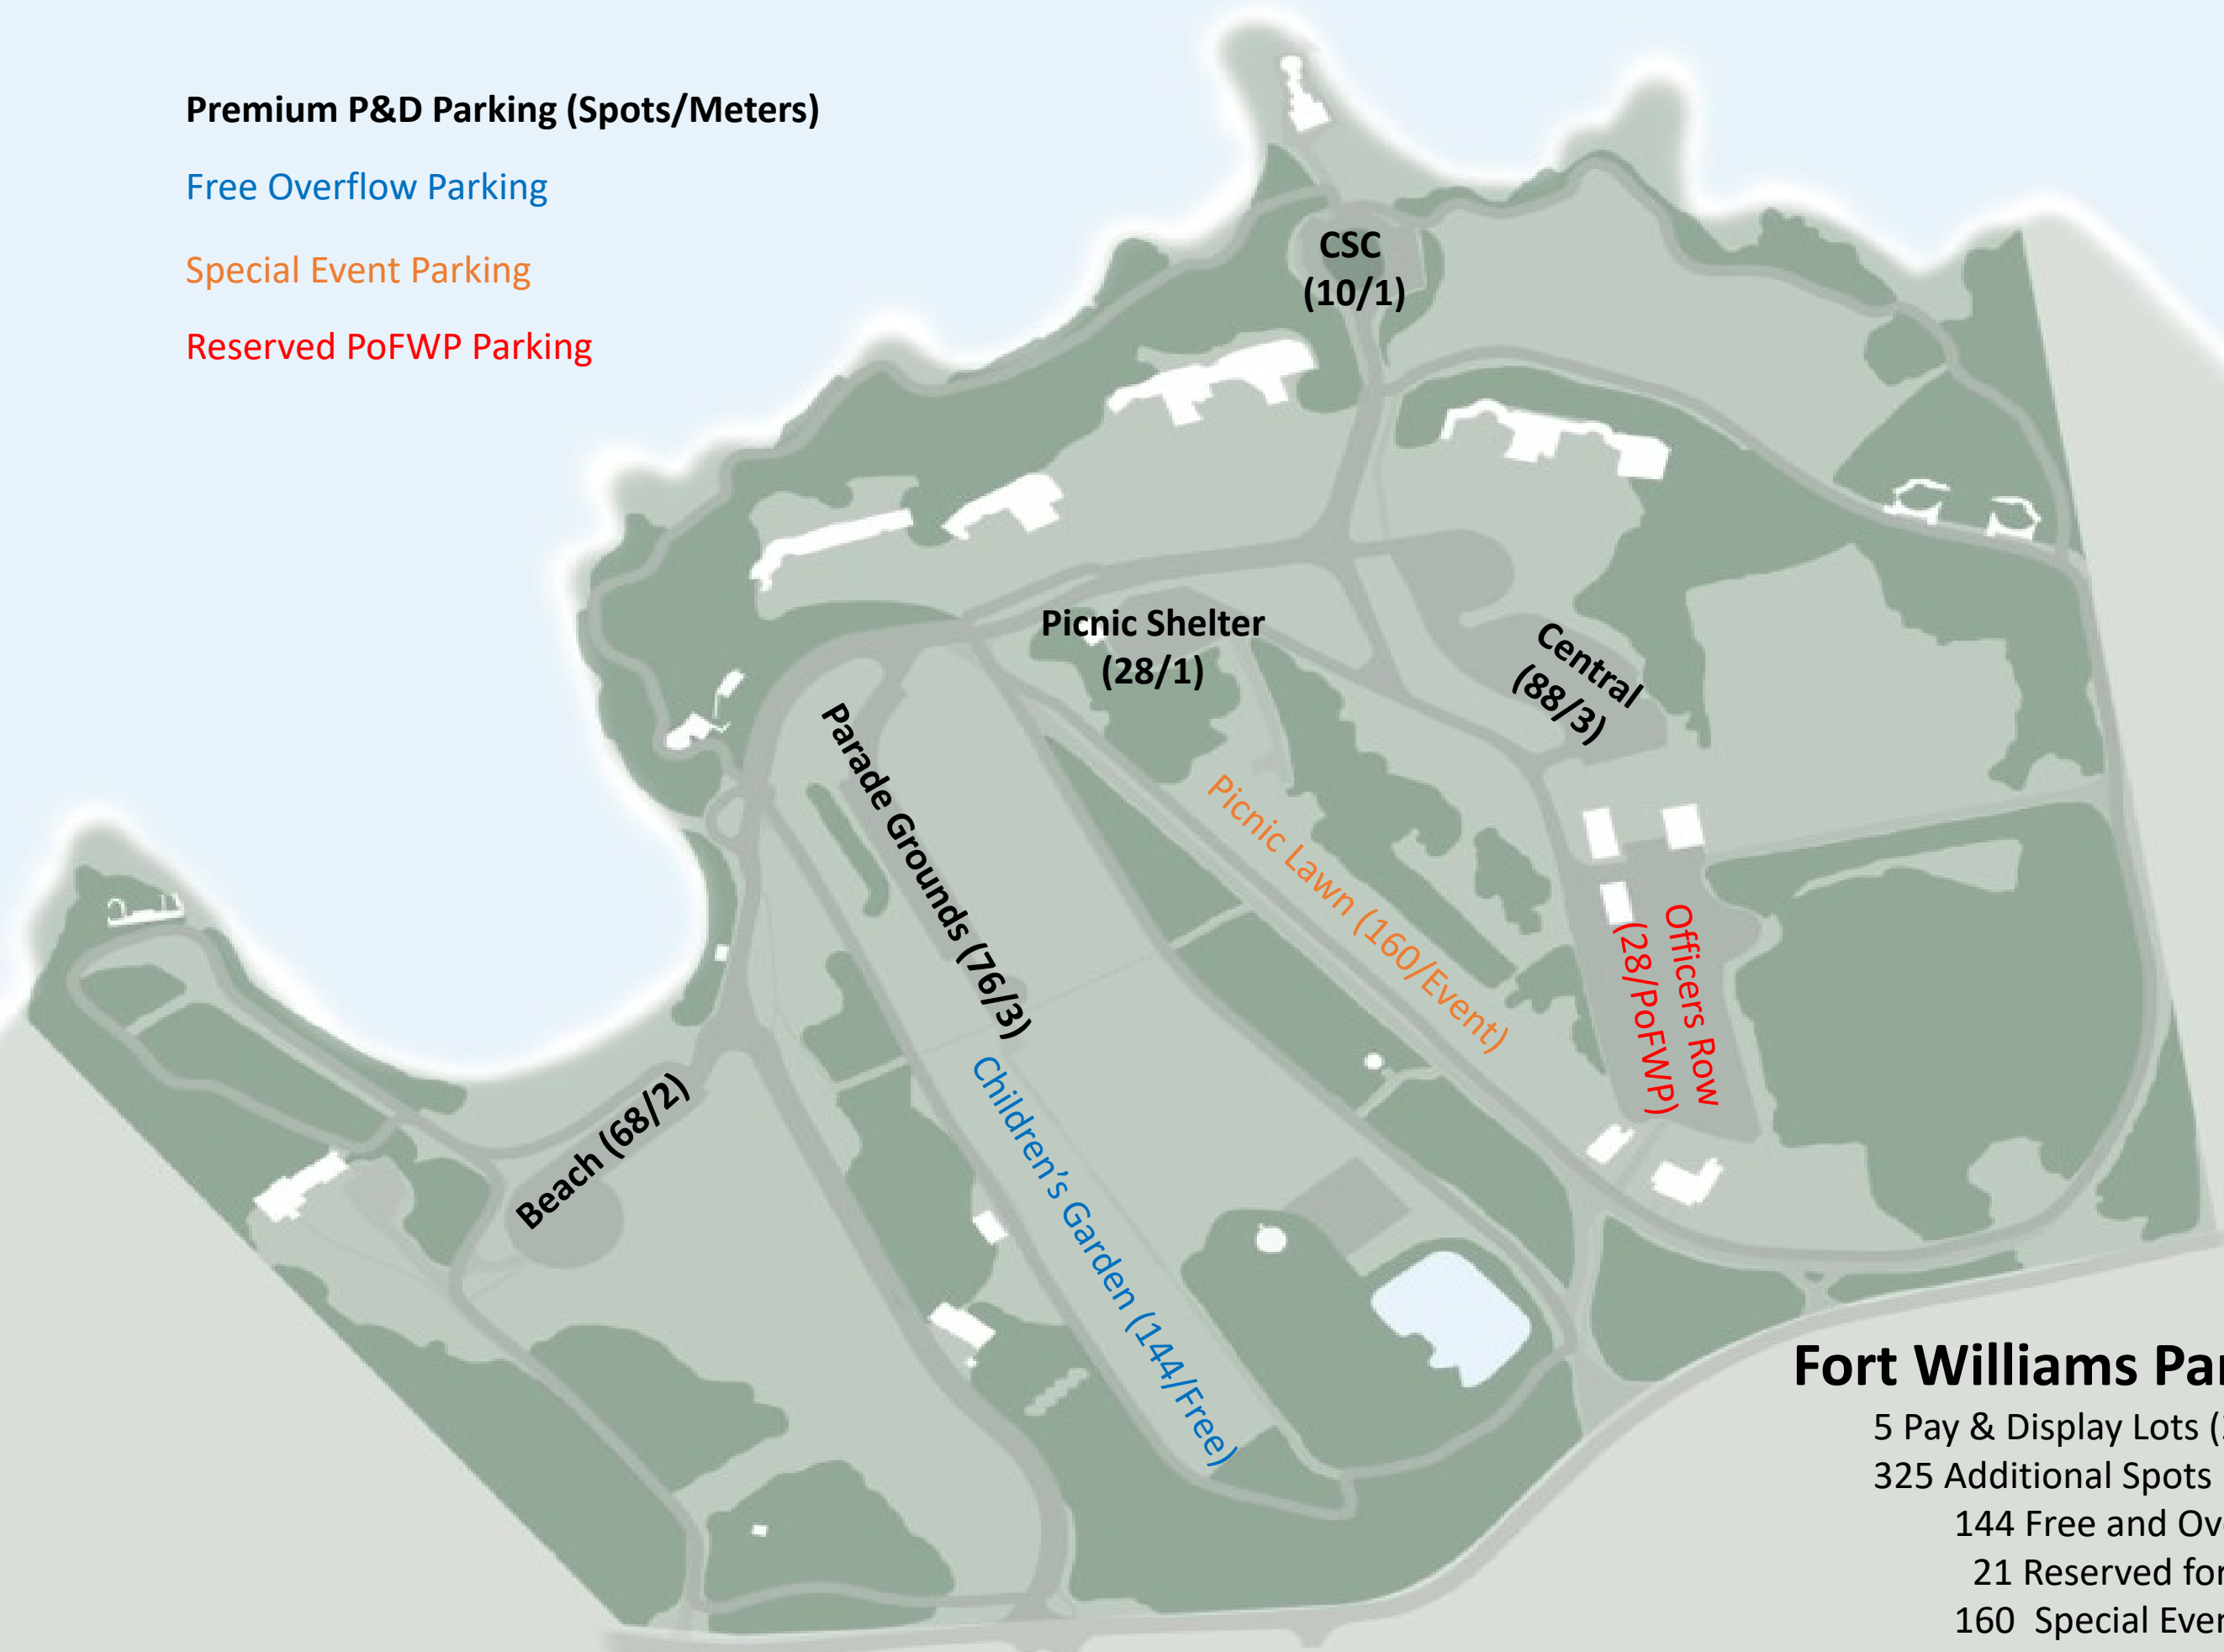 Premium P&D Parking (Spots/Meters)
Free Overflow Parking
Special Event Parking
Reserved PoFWP Parking
CSC
(10/1)
Picnic Shelter
(28/1)
Central
(88/3)
Parade Grounds (76/3)
Picnic Lawn (160/Event)
Officers Row
(28/PoFWP)
Beach (68/2)
Children's Garden (144/Free)
Fort Williams
5 Pay & Display Lots
325 Additional Spots
144 Free and
21 Reserved for
160 Special